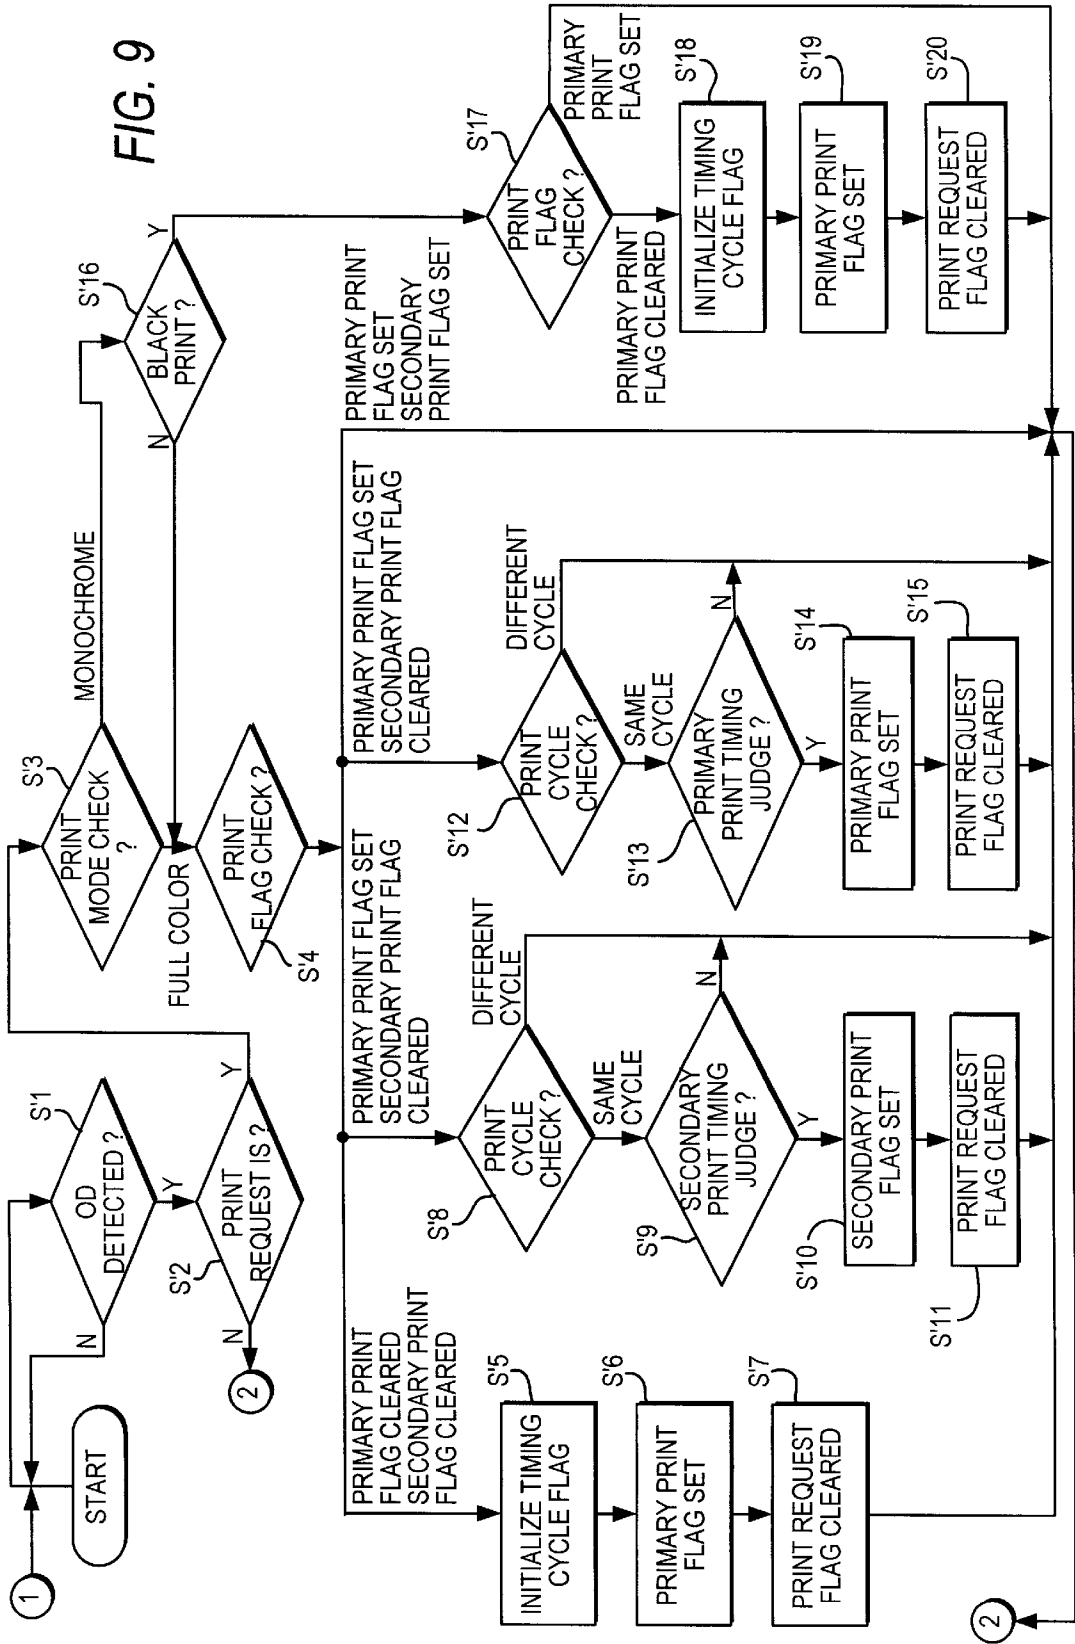 FIG. 9
1
START
S'1
OD
DETECTED ?
N
Y
S'2
PRINT
REQUEST IS ?
N
Y
2
S'3
PRINT
MODE CHECK
?
MONOCHROME
FULL COLOR
S'16
BLACK
PRINT ?
N
Y
S'4
PRINT
FLAG CHECK ?
PRIMARY PRINT
FLAG CLEARED
SECONDARY PRINT
FLAG CLEARED
S'5
INITIALIZE TIMING
CYCLE FLAG
S'6
PRIMARY PRINT
FLAG SET
S'7
PRINT REQUEST
FLAG CLEARED
PRIMARY PRINT FLAG SET
SECONDARY PRINT FLAG
CLEARED
S'8
PRINT
CYCLE
CHECK ?
DIFFERENT
CYCLE
SAME
CYCLE
S'9
SECONDARY
PRINT TIMING
JUDGE ?
N
Y
S'10
SECONDARY PRINT
FLAG SET
S'11
PRINT REQUEST
FLAG CLEARED
PRIMARY PRINT FLAG SET
SECONDARY PRINT FLAG
CLEARED
S'12
PRINT
CYCLE
CHECK ?
DIFFERENT
CYCLE
SAME
CYCLE
S'13
PRIMARY
PRINT TIMING
JUDGE ?
N
Y
S'14
PRIMARY PRINT
FLAG SET
S'15
PRINT REQUEST
FLAG CLEARED
PRIMARY PRINT
FLAG SET
SECONDARY
PRINT FLAG SET
S'17
PRINT
FLAG
CHECK ?
PRIMARY
PRINT
FLAG SET
PRIMARY PRINT
FLAG CLEARED
S'18
INITIALIZE TIMING
CYCLE FLAG
S'19
PRIMARY PRINT
FLAG SET
S'20
PRINT REQUEST
FLAG CLEARED
2